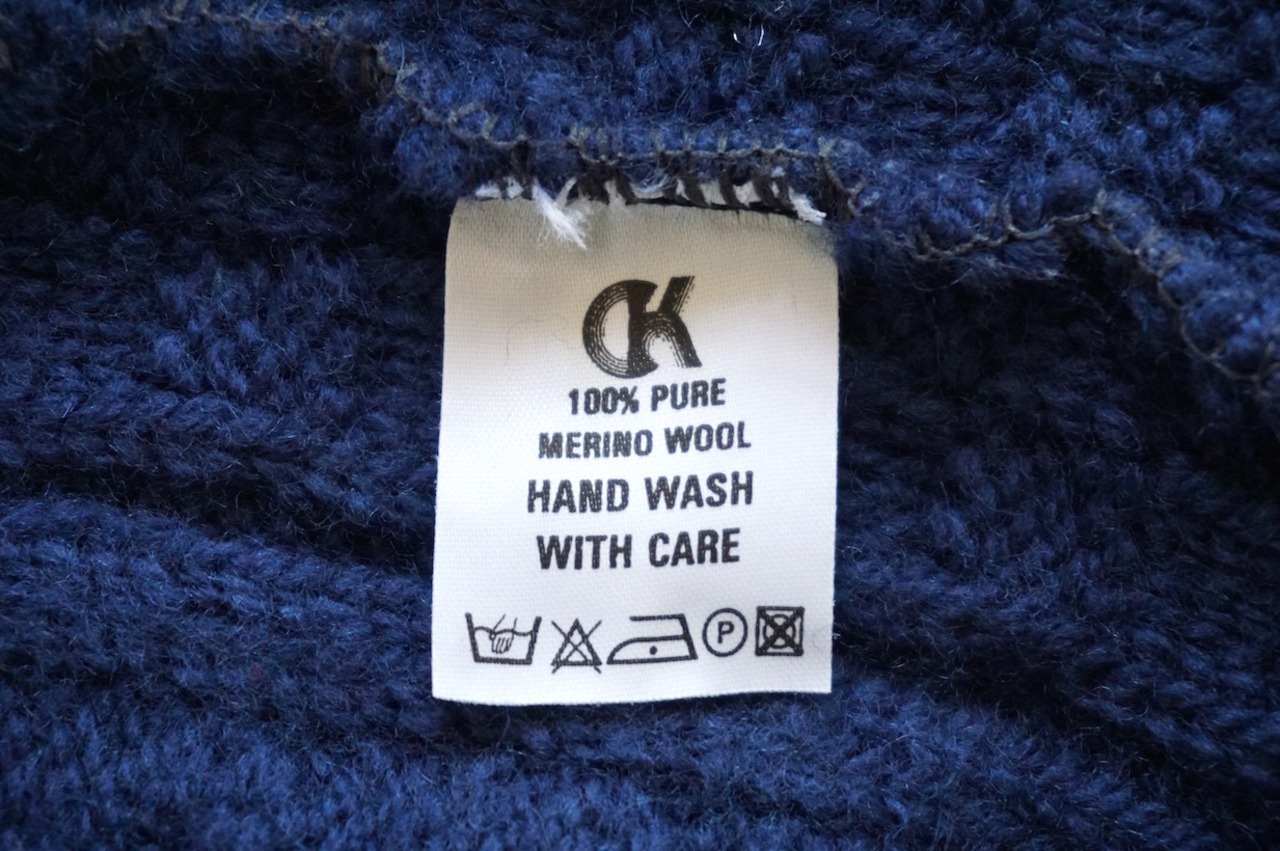 CK
100% PURE
MERINO WOOL
HAND WASH
WITH CARE
P